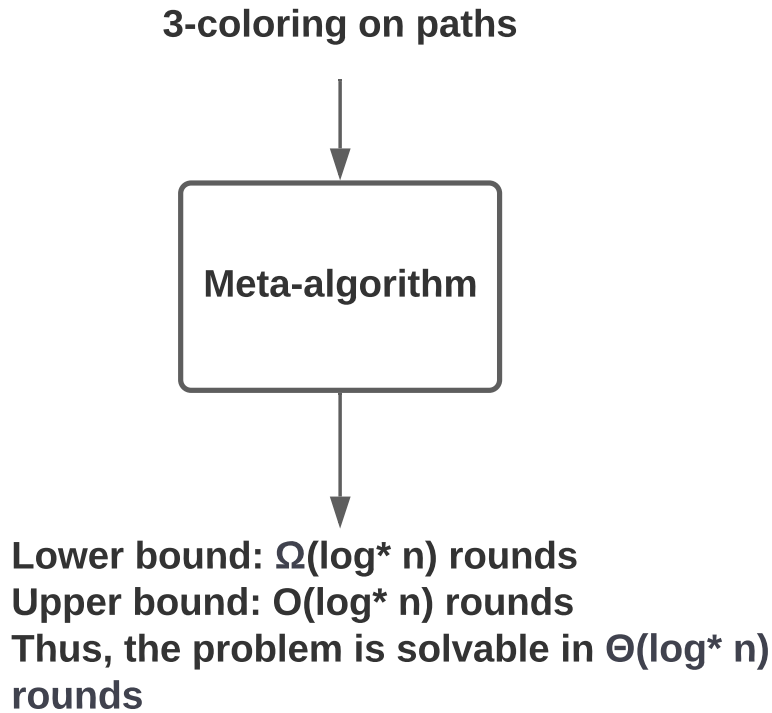 3-coloring on paths
Meta-algorithm
Lower bound: Ω(log* n) rounds
Upper bound: O(log* n) rounds
Thus, the problem is solvable in Θ(log* n)
rounds